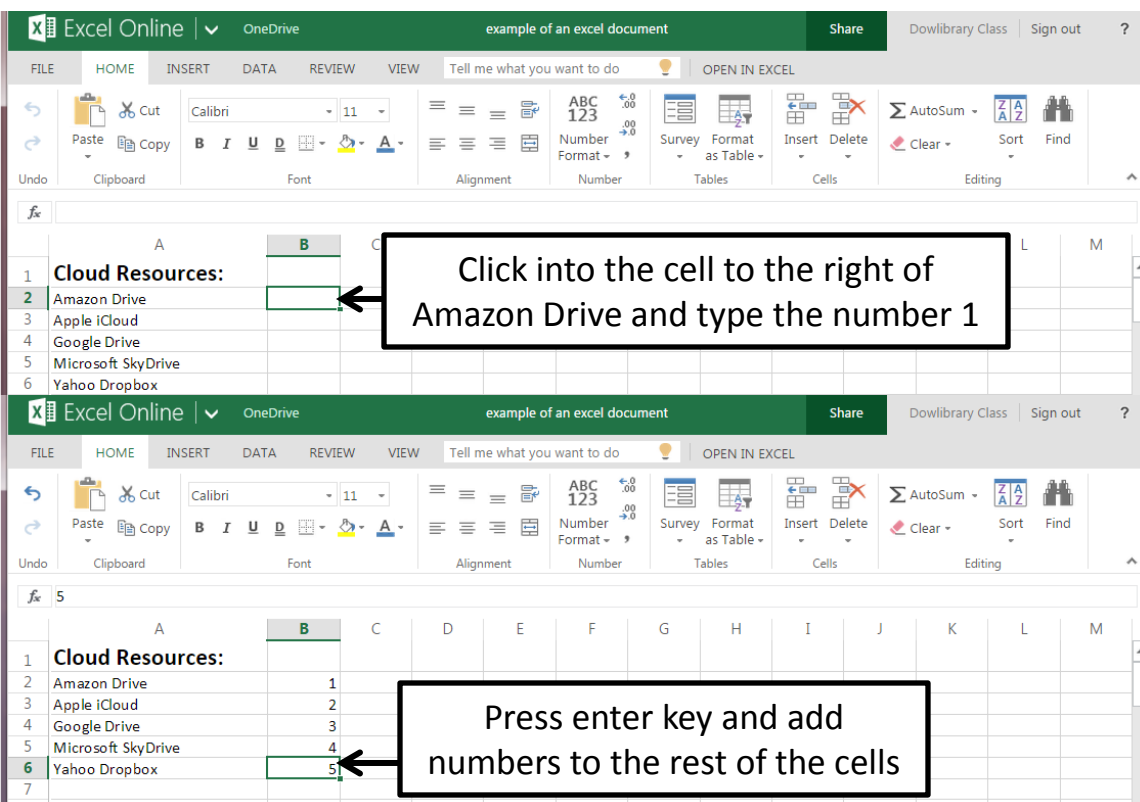 Excel Online | OneDrive example of an excel document Share Dowlibrary Class Sign out ?
FILE HOME INSERT DATA REVIEW VIEW Tell me what you want to do OPEN IN EXCEL
Cut Calibri 11 ABC 123 .00 .0 AutoSum
Paste Copy B I U D A Number Format Survey Format as Table Insert Delete Clear Sort Find
Undo Clipboard Font Alignment Number Tables Cells Editing
fx
A B C L M
1 Cloud Resources:
2 Amazon Drive
3 Apple iCloud
4 Google Drive
5 Microsoft SkyDrive
6 Yahoo Dropbox
Click into the cell to the right of
Amazon Drive and type the number 1
Excel Online | OneDrive example of an excel document Share Dowlibrary Class Sign out ?
FILE HOME INSERT DATA REVIEW VIEW Tell me what you want to do OPEN IN EXCEL
Cut Calibri 11 ABC 123 .00 .0 AutoSum
Paste Copy B I U D A Number Format Survey Format as Table Insert Delete Clear Sort Find
Undo Clipboard Font Alignment Number Tables Cells Editing
fx 5
A B C D E F G H I J K L M
1 Cloud Resources:
2 Amazon Drive 1
3 Apple iCloud 2
4 Google Drive 3
5 Microsoft SkyDrive 4
6 Yahoo Dropbox 5
7
Press enter key and add
numbers to the rest of the cells